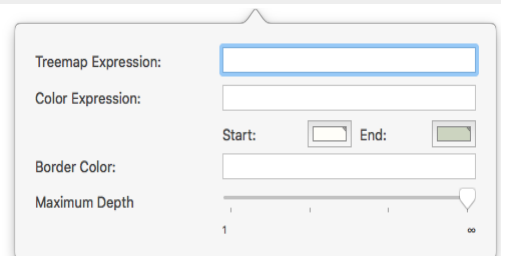 Treemap Expression:
Color Expression:
Start: End:
Border Color:
Maximum Depth
1 ∞